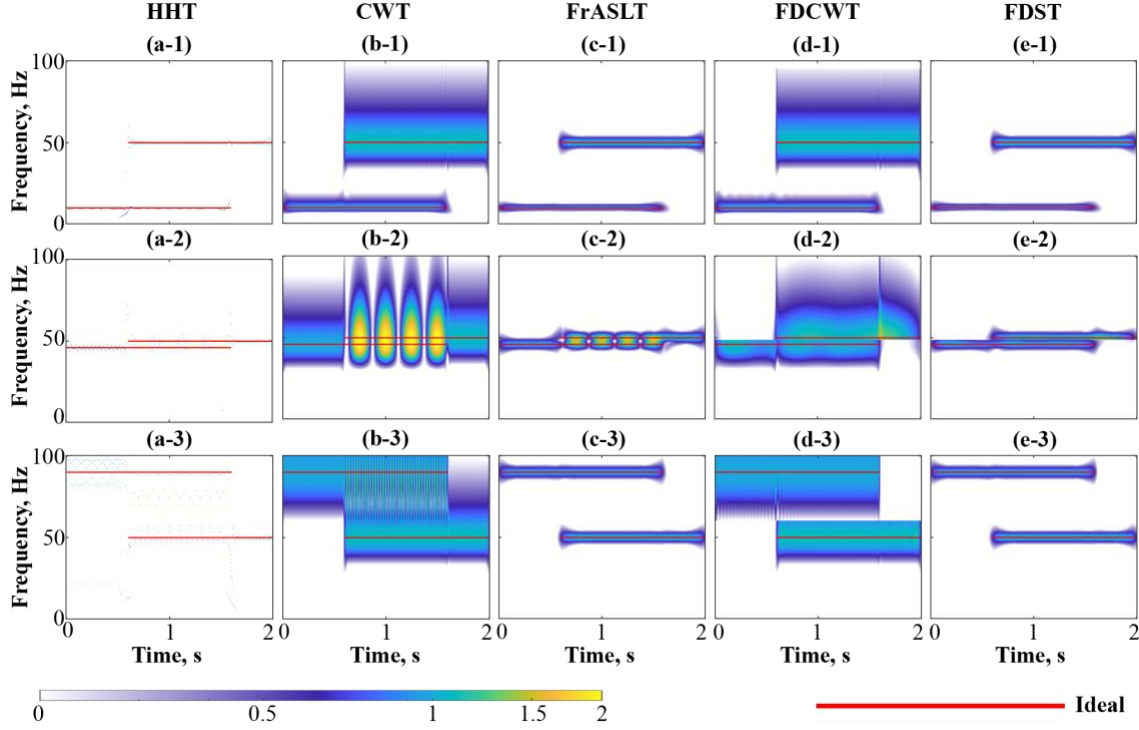 HHT CWT FrASLT FDCWT FDST
(a-1) (b-1) (c-1) (d-1) (e-1)
100
50
0
Frequency, Hz
(a-2) (b-2) (c-2) (d-2) (e-2)
100
50
0
Frequency, Hz
(a-3) (b-3) (c-3) (d-3) (e-3)
100
50
0
Frequency, Hz
0 1 2 0 1 2 0 1 2 0 1 2 0 1 2
Time, s Time, s Time, s Time, s Time, s
0 0.5 1 1.5 2
Ideal